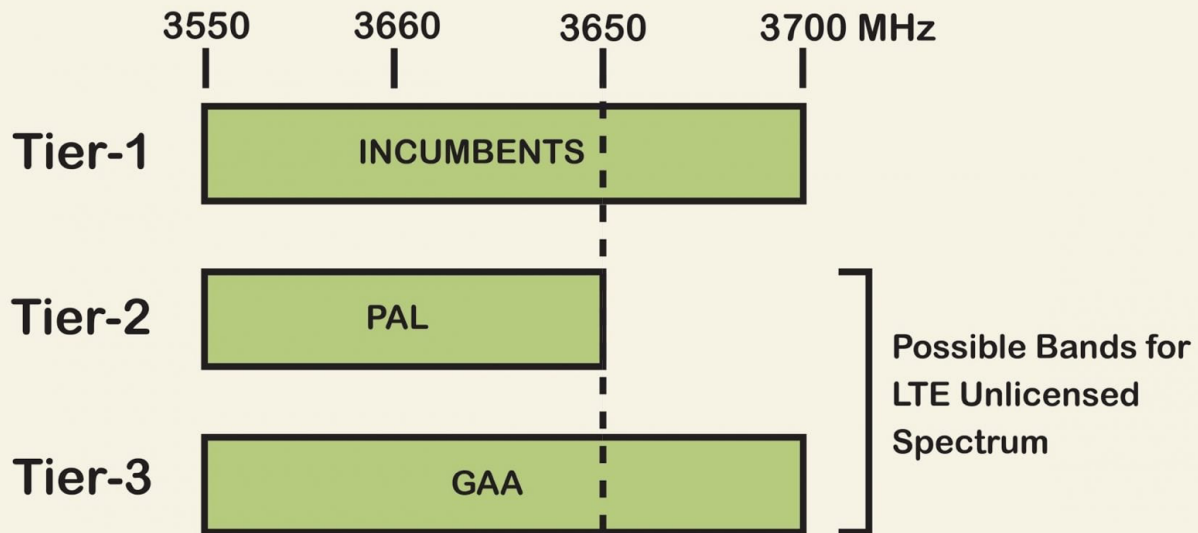 3550 3660 3650 3700 MHz
Tier-1 INCUMBENTS
Tier-2 PAL
Possible Bands for
LTE Unlicensed
Spectrum
Tier-3 GAA